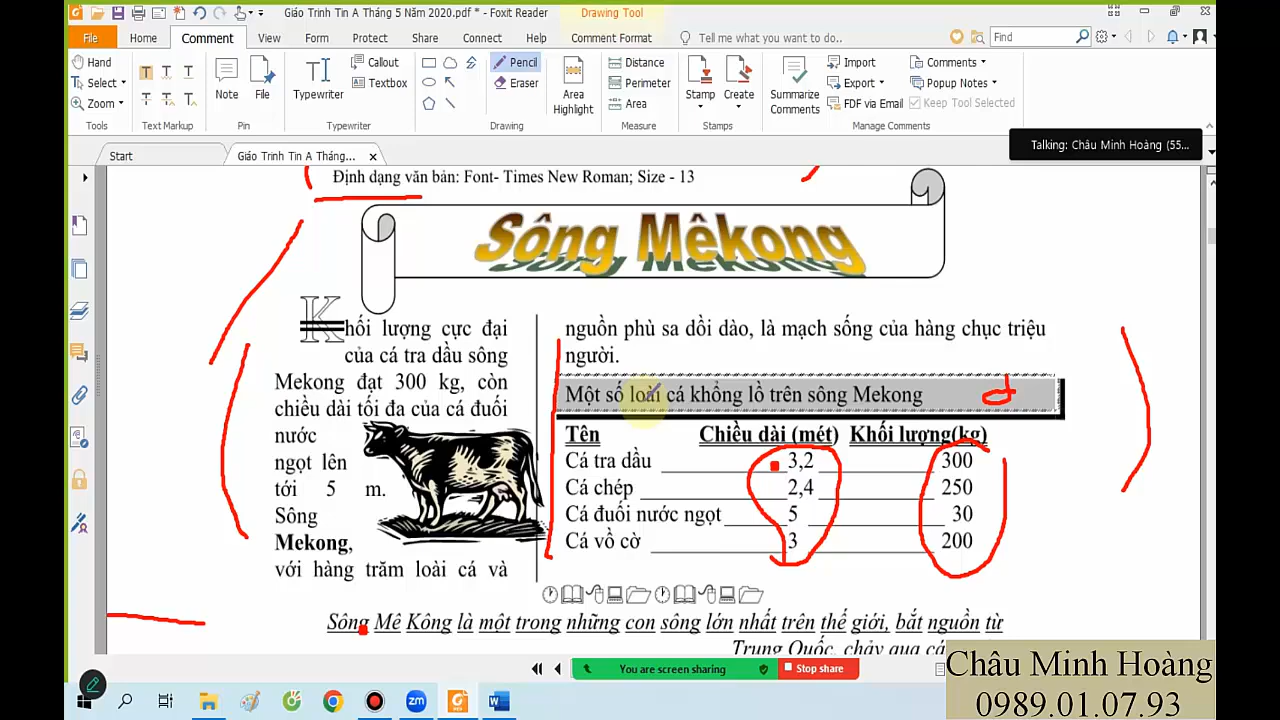 Giáo Trình Tin A Tháng 5 Năm 2020.pdf * - Foxit Reader
Drawing Tool
File Home Comment View Form Protect Share Connect Help Comment Format Tell me what you want to do.. Find
Hand
Select
Zoom
Tools
Text Markup
Note
File
Pin
Typewriter
Callout
Textbox
Typewriter
Pencil
Eraser
Drawing
Area Highlight
Distance
Perimeter
Area
Measure
Stamp
Create
Stamps
Summarize Comments
Import
Export
FDF via Email
Comments
Popup Notes
Keep Tool Selected
Manage Comments
Talking: Châu Minh Hoàng (55...
Start
Giáo Trình Tin A Tháng...
Định dạng văn bản: Font- Times New Roman; Size - 13
Sông Mêkong
Khối lượng cực đại
của cá tra dầu sông
Mekong đạt 300 kg, còn
chiều dài tối đa của cá đuối
nước
ngọt lên
tới 5 m.
Sông
Mekong,
với hàng trăm loài cá và
nguồn phù sa dồi dào, là mạch sống của hàng chục triệu
người.
Một số loài cá khổng lồ trên sông Mekong
Tên Chiều dài (mét) Khối lượng(kg)
Cá tra dầu 3,2 300
Cá chép 2,4 250
Cá đuối nước ngọt 5 30
Cá vồ cờ 3 200
Sông Mê Kông là một trong những con sông lớn nhất trên thế giới, bắt nguồn từ
Trung Quốc, chảy qua
You are screen sharing
Stop share
Châu Minh Hoàng
0989.01.07.93